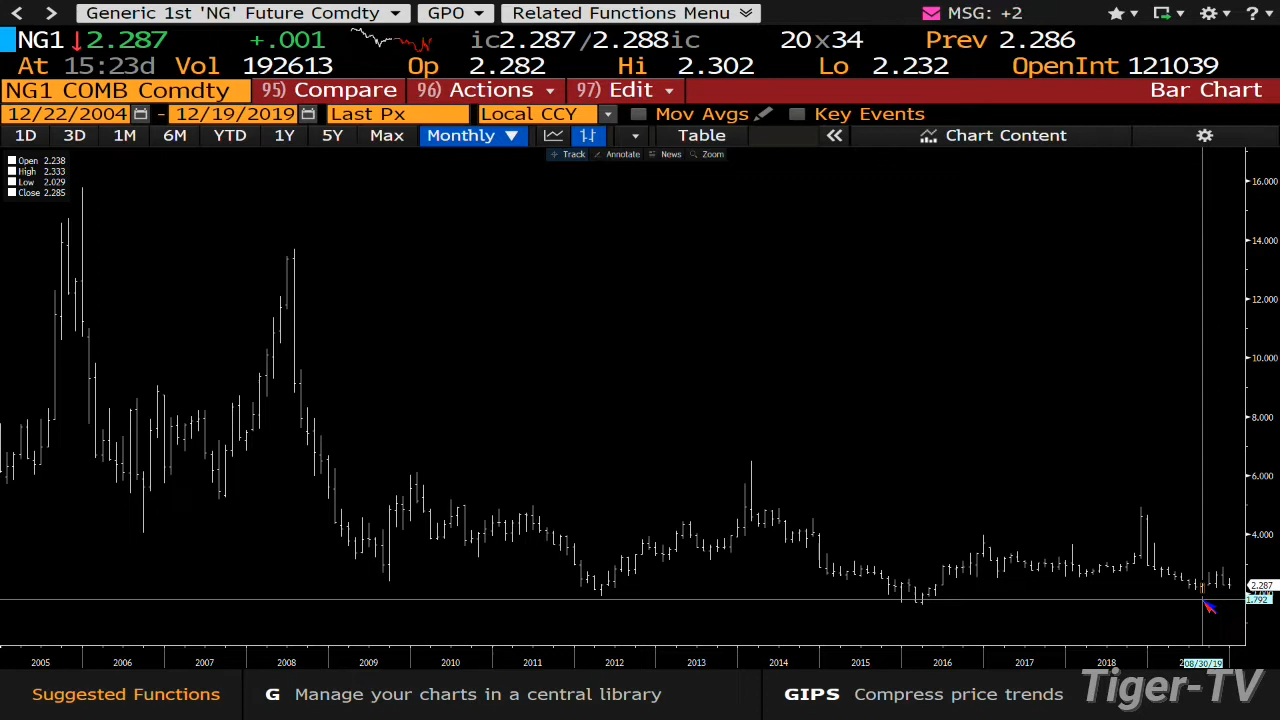 Generic 1st 'NG' Future Comdty GPO Related Functions Menu MSG: +2 ?
NG1 ↓2.287 +.001 ic2.287/2.288ic 20x34 Prev 2.286
At 15:23d Vol 192613 Op 2.282 Hi 2.302 Lo 2.232 OpenInt 121039
NG1 COMB Comdty 95) Compare 96) Actions 97) Edit Bar Chart
12/22/2004 - 12/19/2019 Last Px Local CCY Mov Avgs Key Events
1D 3D 1M 6M YTD 1Y 5Y Max Monthly ▼ Table « Chart Content
Track Annotate News Zoom
Open 2.238
High 2.333
Low 2.029
Close 2.285
16.000
14.000
12.000
10.000
8.000
6.000
4.000
2.287
1.792
2005 2006 2007 2008 2009 2010 2011 2012 2013 2014 2015 2016 2017 2018 08/30/19
Suggested Functions G Manage your charts in a central library GIPS Compress price trends
Tiger-TV